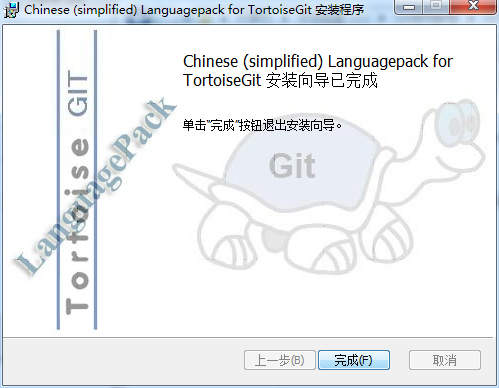 Chinese (simplified) Languagepack for TortoiseGit 安装程序
Chinese (simplified) Languagepack for
TortoiseGit 安装向导已完成
单击"完成"按钮退出安装向导。
Git
Tortoise GIT
LanguagePack
上一步(B)
完成(F)
取消